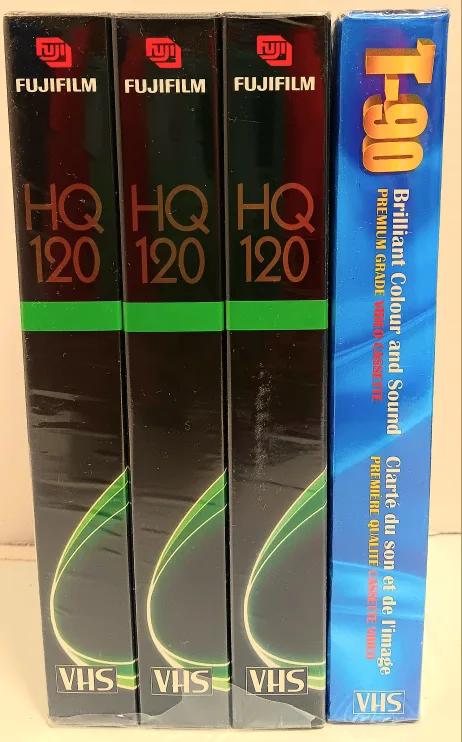 FUJI
FUJIFILM
HQ
120
VHS
FUJI
FUJIFILM
HQ
120
VHS
FUJI
FUJIFILM
HQ
120
VHS
T-90
Brilliant Colour and Sound
PREMIUM GRADE VIDEO CASSETTE
Clarté du son et de l'image
PREMIÈRE QUALITÉ CASSETTE VIDÉO
VHS